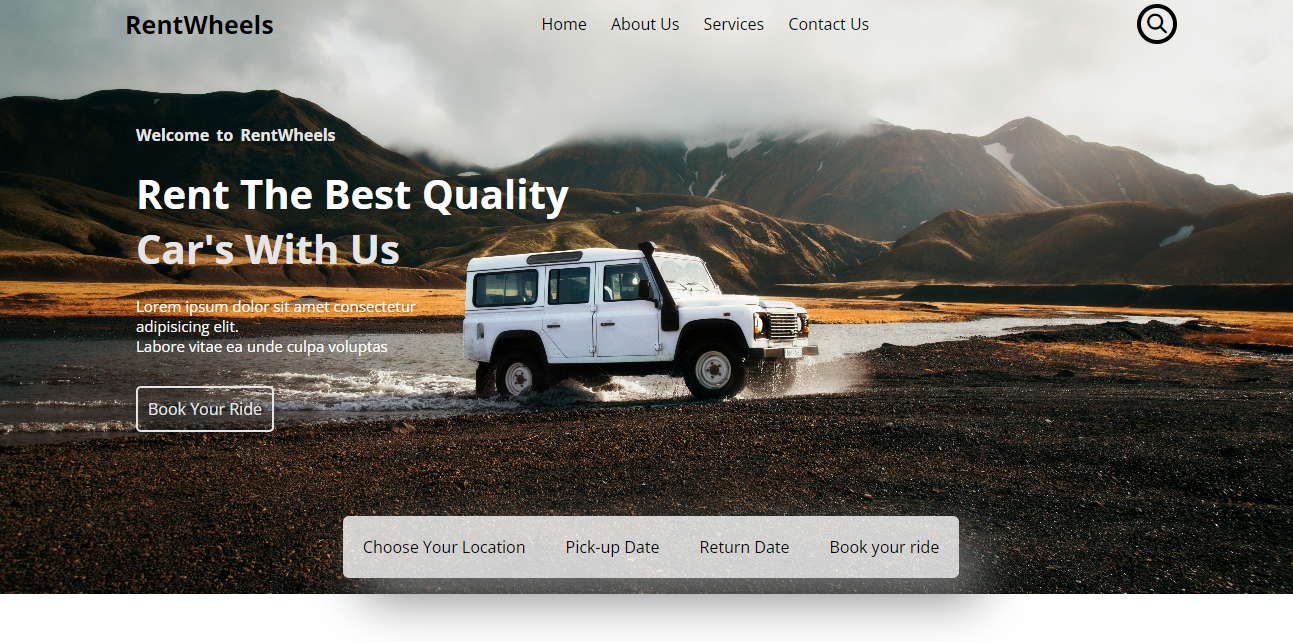 RentWheels
Home About Us Services Contact Us
Welcome to RentWheels
Rent The Best Quality
Car's With Us
Lorem ipsum dolor sit amet consectetur
adipisicing elit.
Labore vitae ea unde culpa voluptas
Book Your Ride
Choose Your Location Pick-up Date Return Date Book your ride